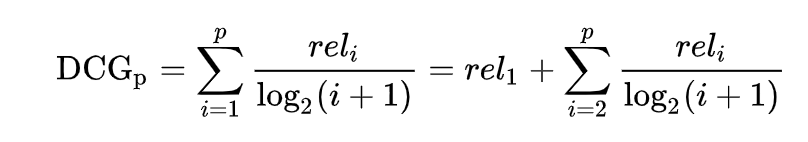 DCG_p = \sum_{i=1}^{p} \frac{rel_i}{\log_2(i+1)} = rel_1 + \sum_{i=2}^{p} \frac{rel_i}{\log_2(i+1)}